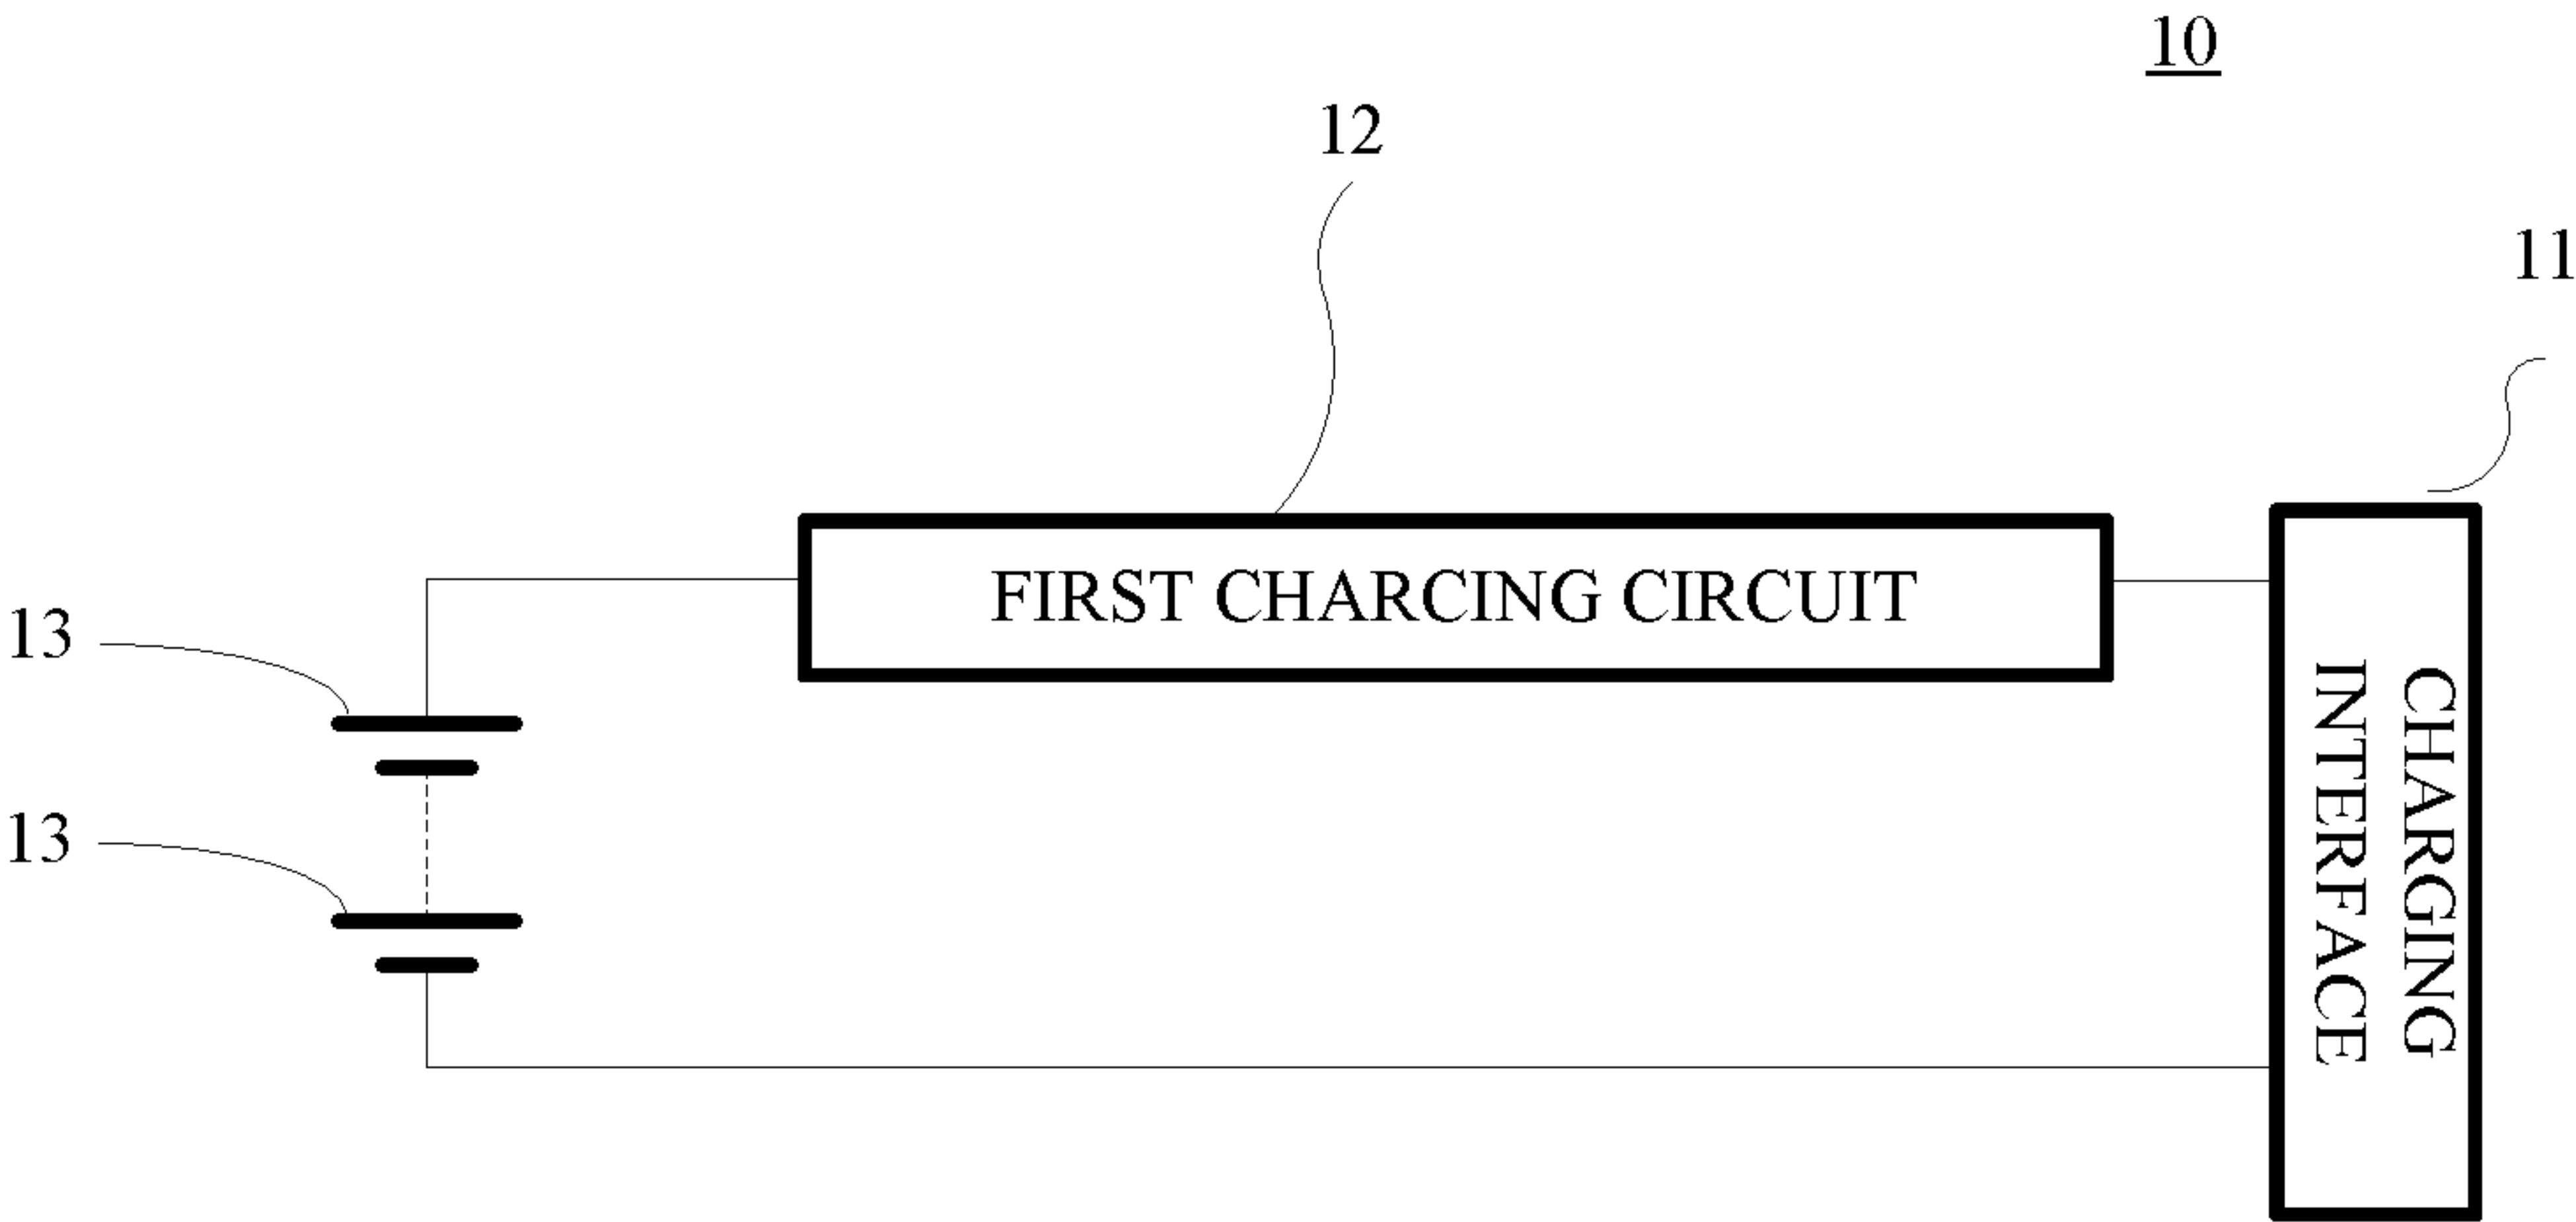 10
12
11
FIRST CHARCING CIRCUIT
13
13
CHARGING
INTERFACE